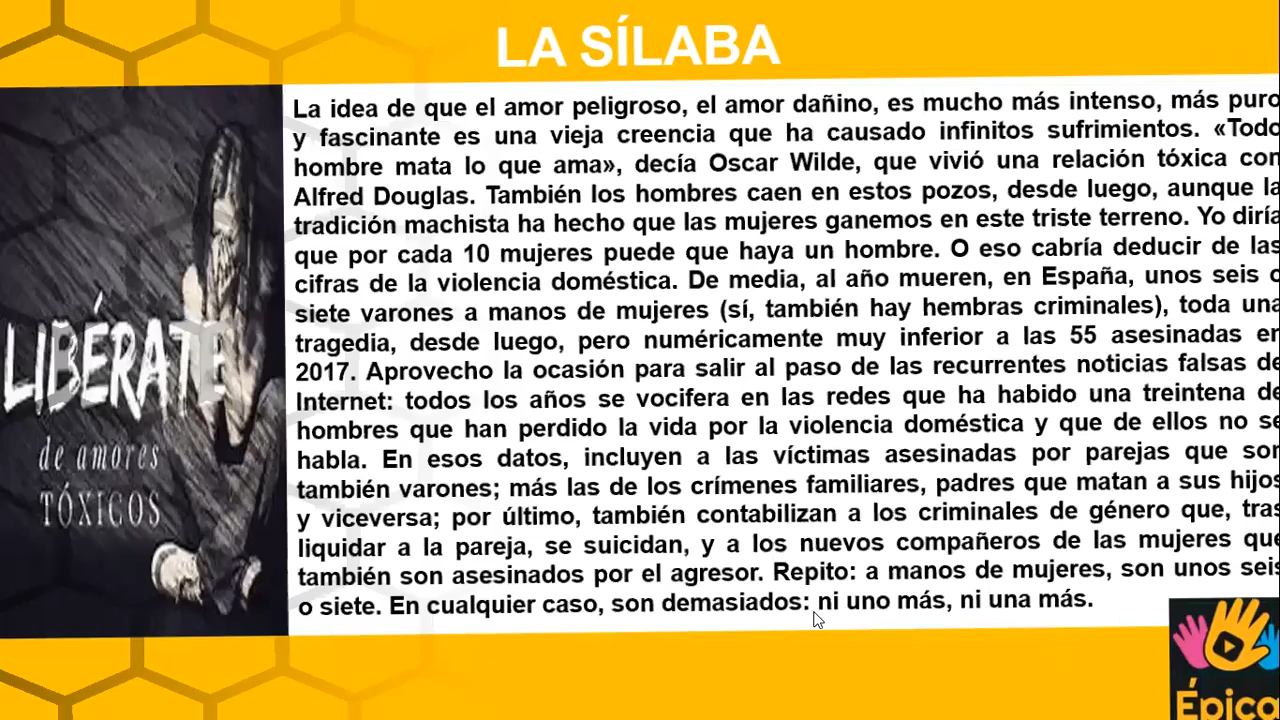 LA SÍLABA
La idea de que el amor peligroso, el amor dañino, es mucho más intenso, más puro
y fascinante es una vieja creencia que ha causado infinitos sufrimientos. «Todo
hombre mata lo que ama», decía Oscar Wilde, que vivió una relación tóxica con
Alfred Douglas. También los hombres caen en estos pozos, desde luego, aunque la
tradición machista ha hecho que las mujeres ganemos en este triste terreno. Yo diría
que por cada 10 mujeres puede que haya un hombre. O eso cabría deducir de las
cifras de la violencia doméstica. De media, al año mueren, en España, unos seis o
siete varones a manos de mujeres (sí, también hay hembras criminales), toda una
tragedia, desde luego, pero numéricamente muy inferior a las 55 asesinadas en
2017. Aprovecho la ocasión para salir al paso de las recurrentes noticias falsas de
Internet: todos los años se vocifera en las redes que ha habido una treintena de
hombres que han perdido la vida por la violencia doméstica y que de ellos no se
habla. En esos datos, incluyen a las víctimas asesinadas por parejas que son
también varones; más las de los crímenes familiares, padres que matan a sus hijos
y viceversa; por último, también contabilizan a los criminales de género que, tras
liquidar a la pareja, se suicidan, y a los nuevos compañeros de las mujeres que
también son asesinados por el agresor. Repito: a manos de mujeres, son unos seis
o siete. En cualquier caso, son demasiados: ni uno más, ni una más.
LIBÉRATE
de amores
TÓXICOS
Épica